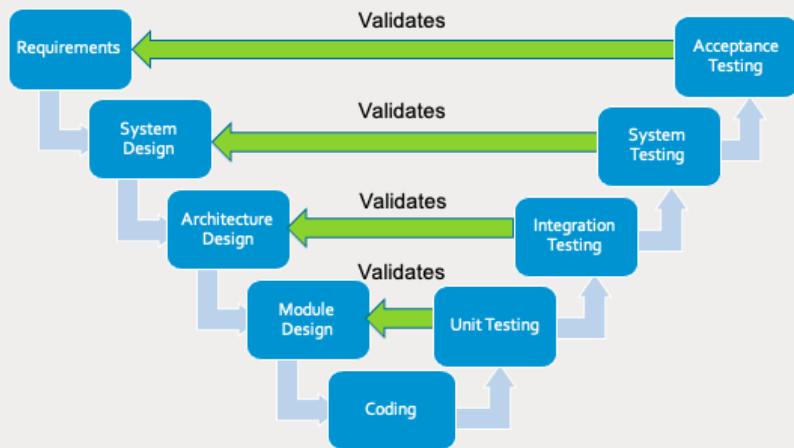 Validates
Requirements
Acceptance
Testing
Validates
System
Design
System
Testing
Validates
Architecture
Design
Integration
Testing
Validates
Module
Design
Unit Testing
Coding